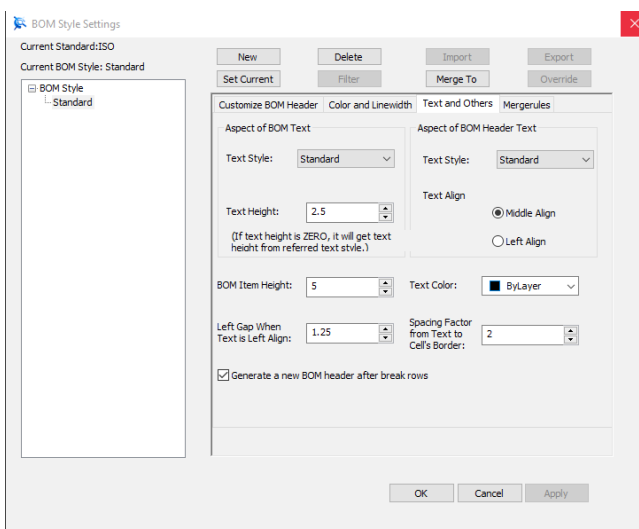 BOM Style Settings
Current Standard:ISO
Current BOM Style: Standard
BOM Style
Standard
New
Delete
Import
Export
Set Current
Filter
Merge To
Override
Customize BOM Header
Color and Linewidth
Text and Others
Mergerules
Aspect of BOM Text
Text Style:
Standard
Text Height:
2.5
(If text height is ZERO, it will get text
height from referred text style.)
Aspect of BOM Header Text
Text Style:
Standard
Text Align
Middle Align
Left Align
BOM Item Height:
5
Text Color:
ByLayer
Left Gap When
Text is Left Align:
1.25
Spacing Factor
from Text to
Cell's Border:
2
Generate a new BOM header after break rows
OK
Cancel
Apply